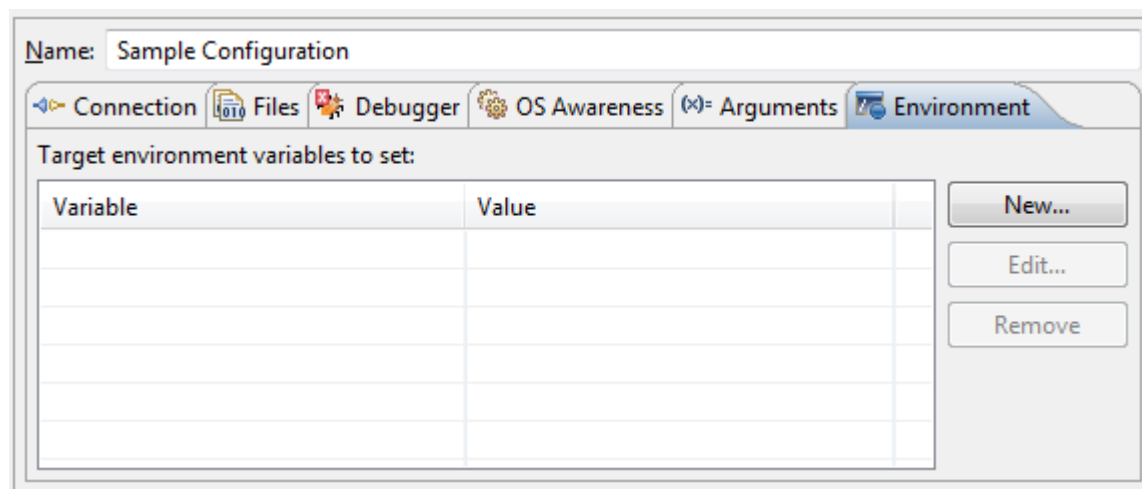 Name: Sample Configuration
Connection Files Debugger OS Awareness (x)= Arguments Environment
Target environment variables to set:
Variable Value New...
Edit...
Remove